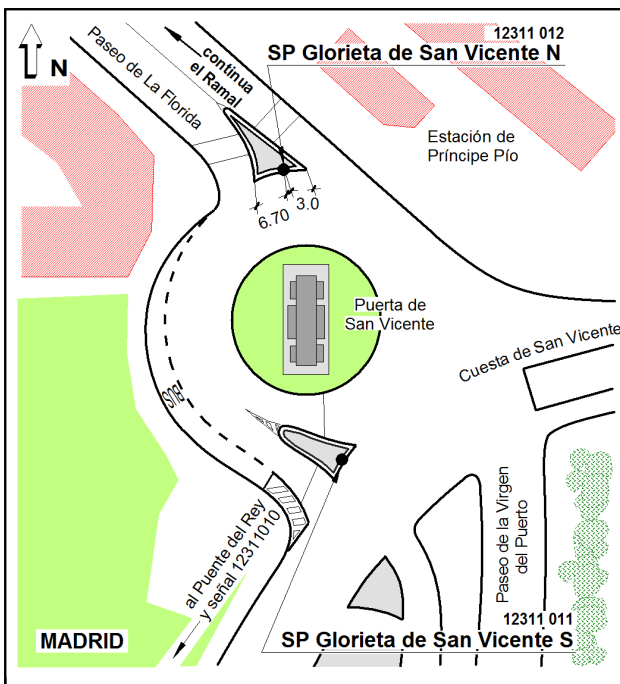 12311 012
SP Glorieta de San Vicente N
N
Paseo de La Florida
continua
el Ramal
Estación de
Príncipe Pío
6.70
3.0
Puerta de
San Vicente
Cuesta de San Vicente
BUS
Paseo de la Virgen
del Puerto
al Puente del Rey
y señal 12311010
12311 011
SP Glorieta de San Vicente S
MADRID